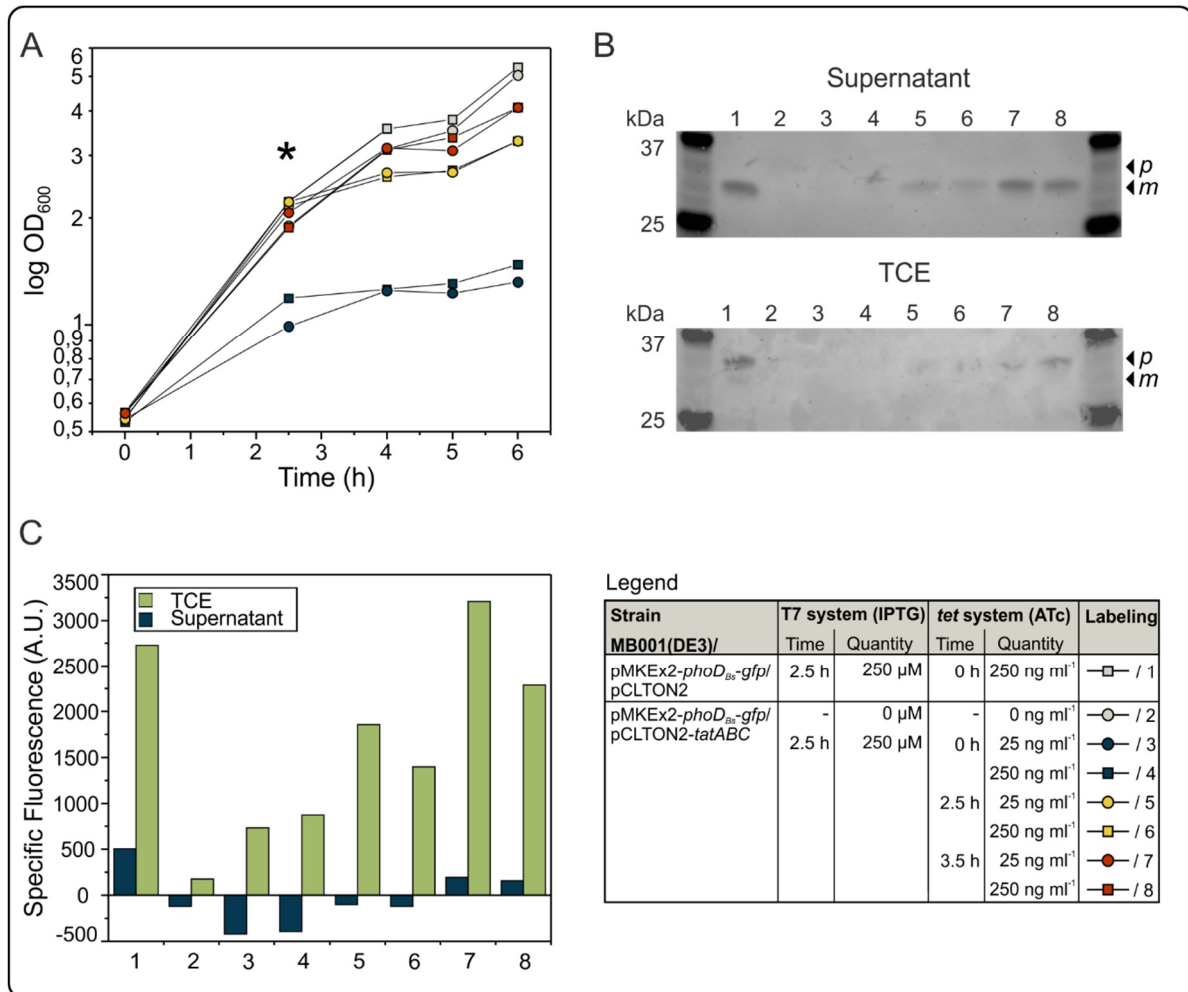 A
log OD600
6
5
4
3
2
1
0,9
0,8
0,7
0,6
0,5
*
0 1 2 3 4 5 6
Time (h)
B
Supernatant
kDa 1 2 3 4 5 6 7 8
37
p
m
25
TCE
kDa 1 2 3 4 5 6 7 8
37
p
m
25
C
Specific Fluorescence (A.U.)
3500
3000
2500
2000
1500
1000
500
0
-500
TCE
Supernatant
1 2 3 4 5 6 7 8
Legend
Strain T7 system (IPTG) tet system (ATc) Labeling
MB001(DE3)/ Time Quantity Time Quantity
pMKEx2-phoDBs-gfp/ 2.5 h 250 µM 0 h 250 ng ml-1 / 1
pCLTON2
pMKEx2-phoDBs-gfp/ - 0 µM - 0 ng ml-1 / 2
pCLTON2-tatABC 2.5 h 250 µM 0 h 25 ng ml-1 / 3
250 ng ml-1 / 4
2.5 h 25 ng ml-1 / 5
250 ng ml-1 / 6
3.5 h 25 ng ml-1 / 7
250 ng ml-1 / 8